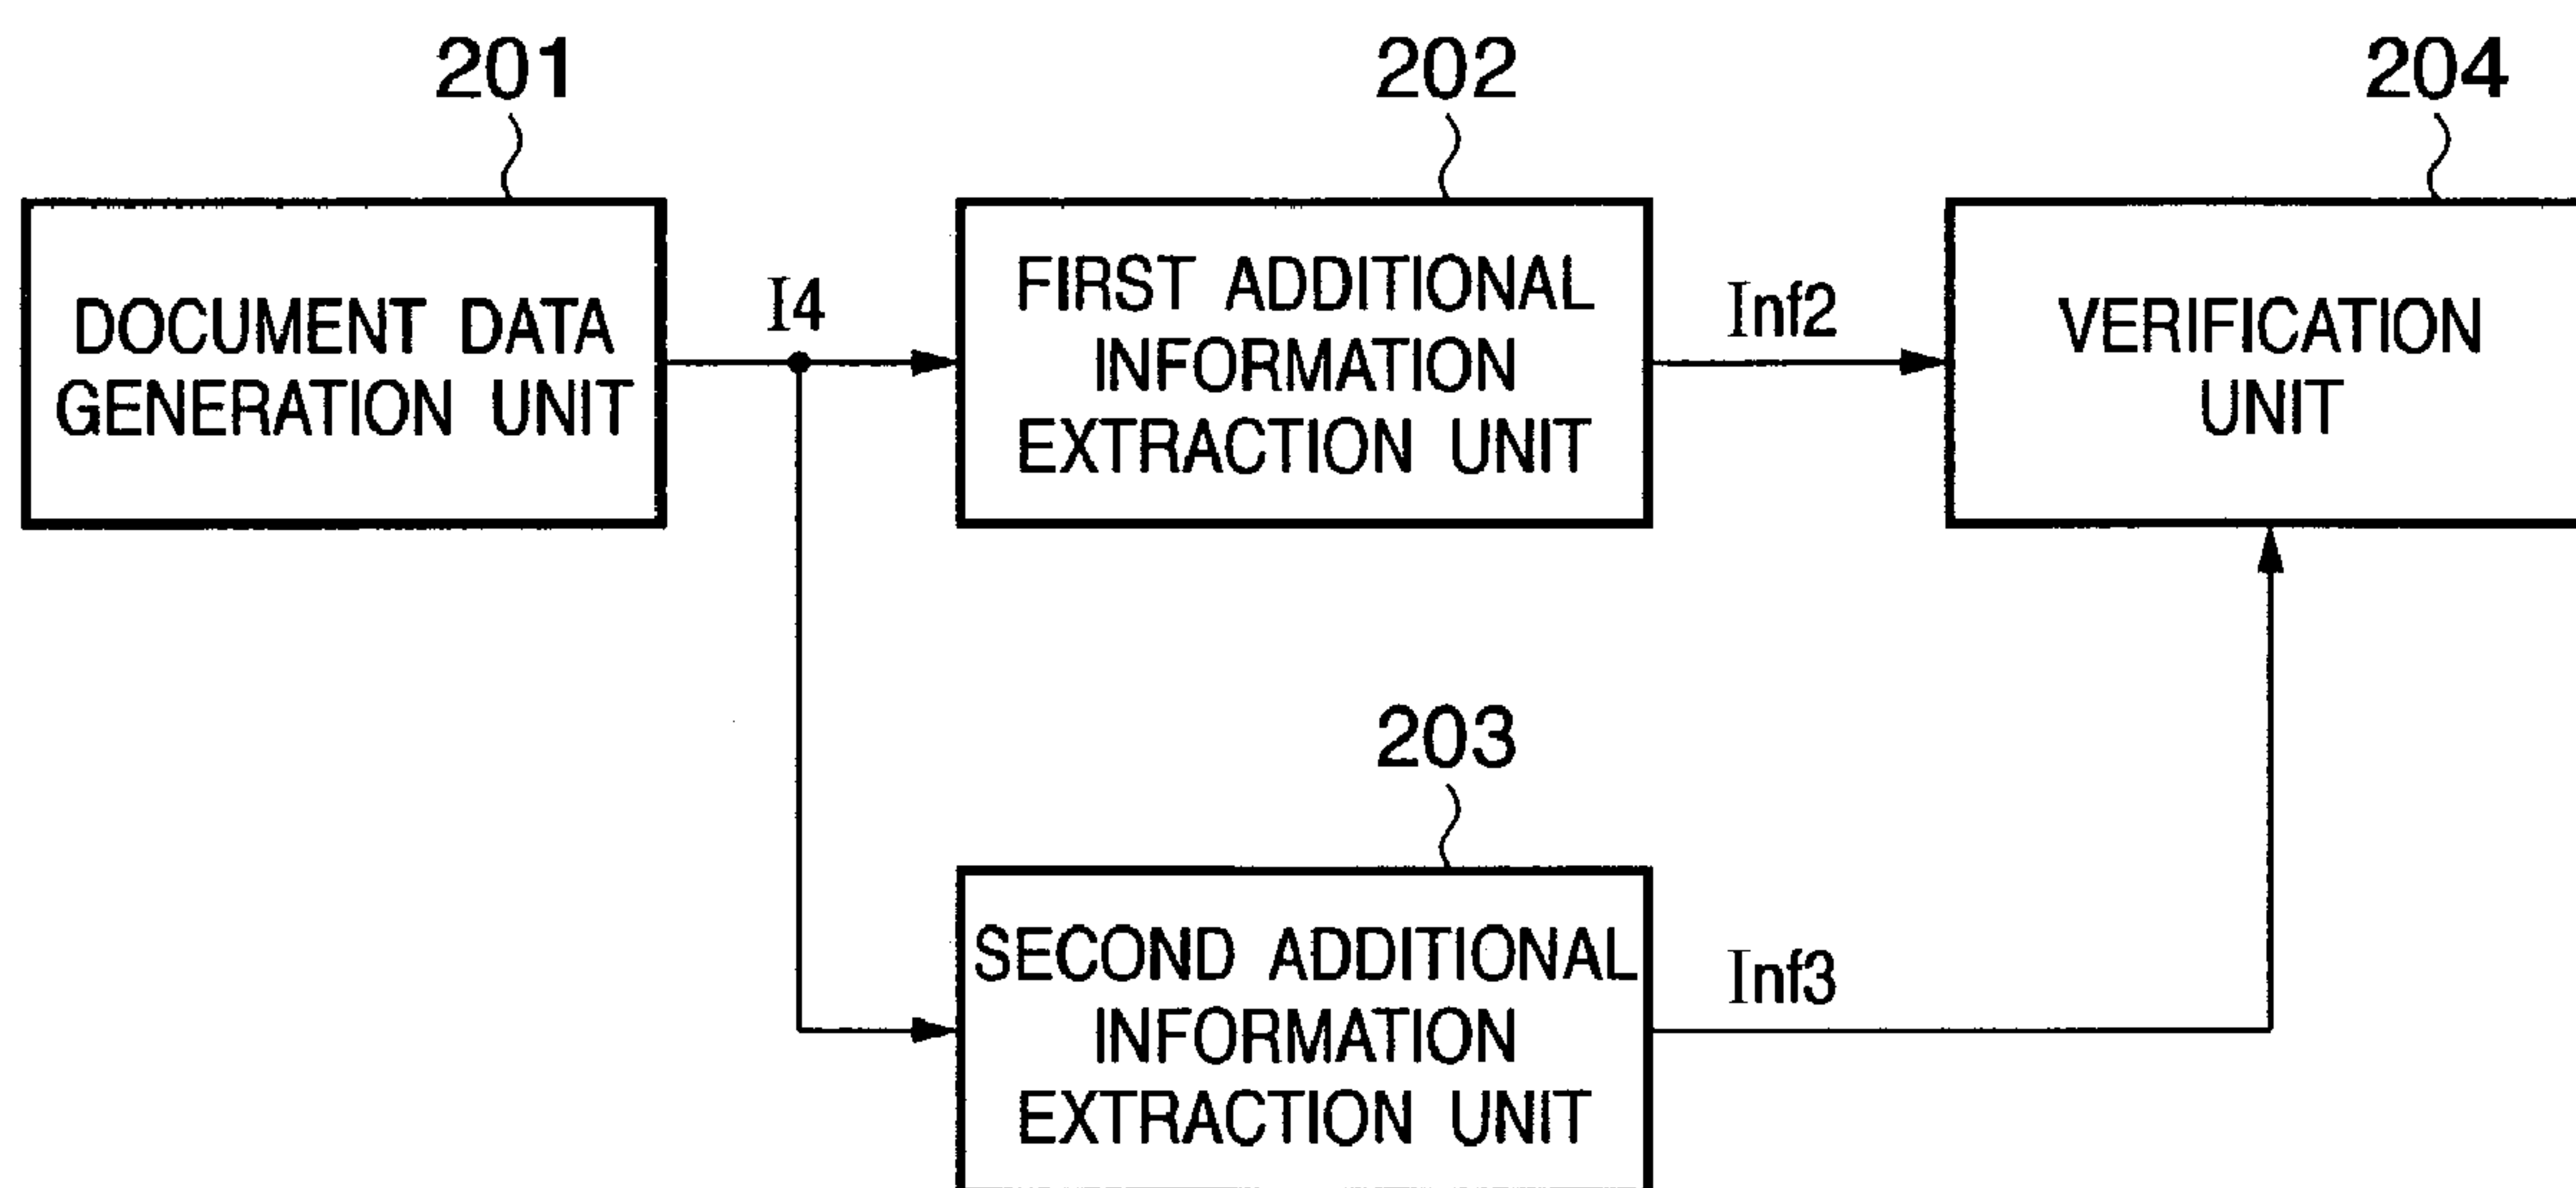 201
202
204
DOCUMENT DATA
GENERATION UNIT
I4
FIRST ADDITIONAL
INFORMATION
EXTRACTION UNIT
Inf2
VERIFICATION
UNIT
203
SECOND ADDITIONAL
INFORMATION
EXTRACTION UNIT
Inf3